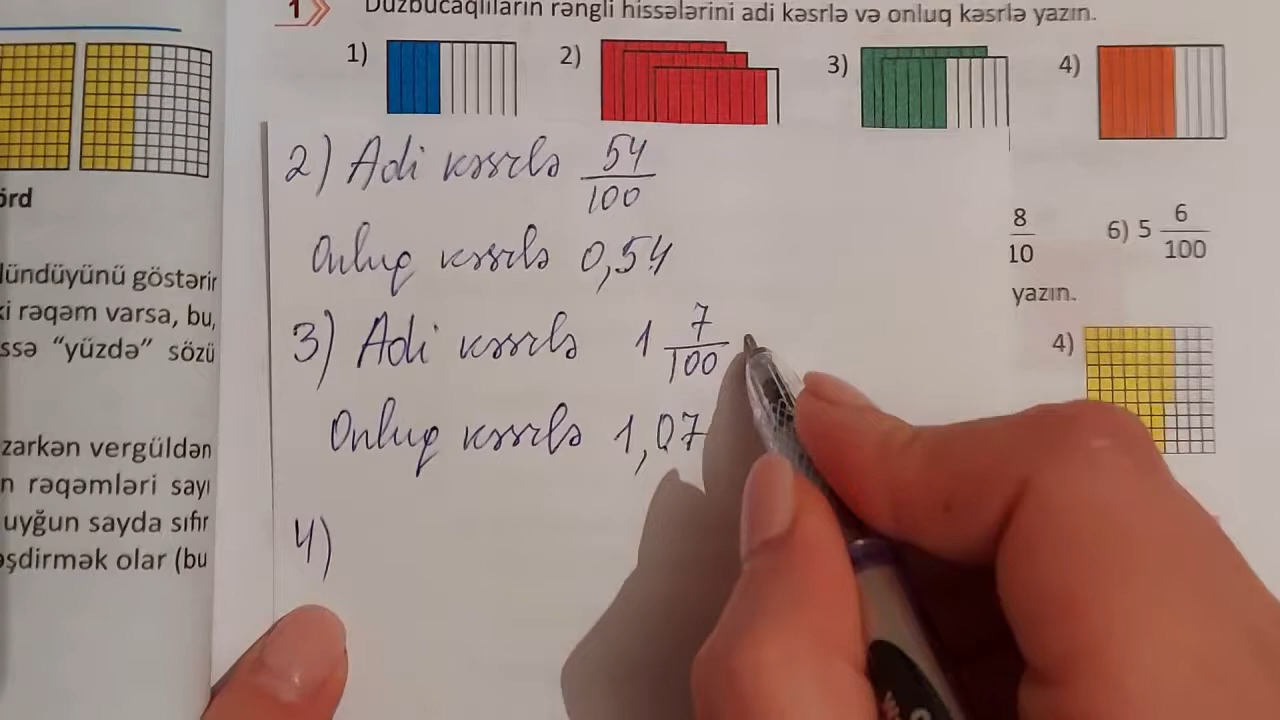 1 Düzbucaqlıların rəngli hissələrini adi kəsrlə və onluq kəsrlə yazın.
1) 2) 3) 4)
örd
8/10 6) 5 6/100
yazın.
4)
lündüyünü göstərir
ki rəqəm varsa, bu,
ssə “yüzdə” sözü
zarkən vergüldən
n rəqəmləri sayı
uyğun sayda sıfır
əşdirmək olar (bu
2) Adi kəsrlə 54/100
Onluq kəsrlə 0,54
3) Adi kəsrlə 1 7/100
Onluq kəsrlə 1,07
4)